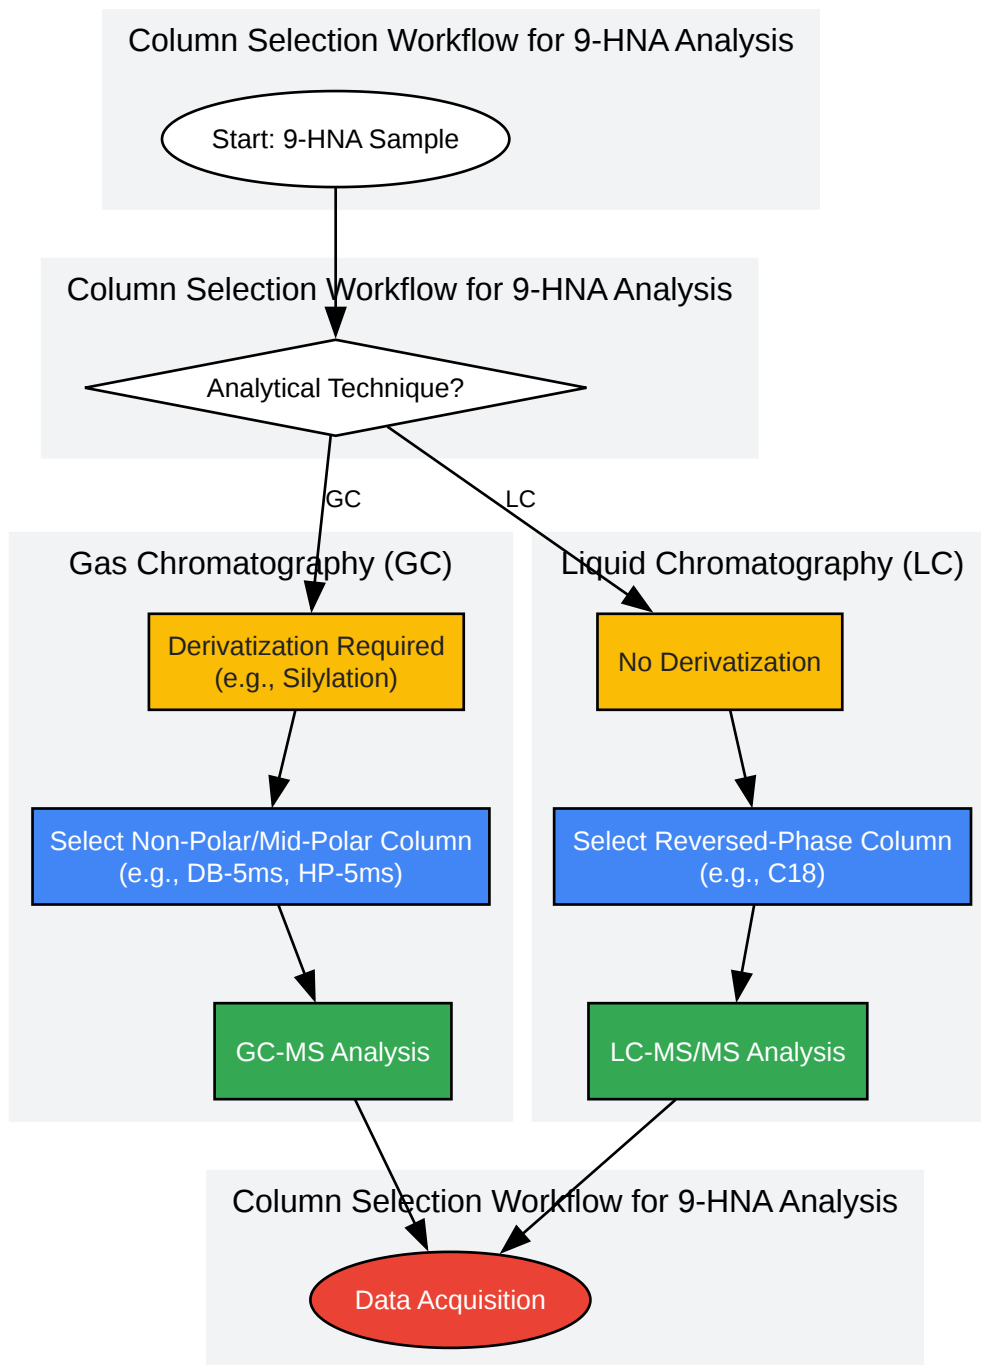 Column Selection Workflow for 9-HNA Analysis
Start: 9-HNA Sample
Column Selection Workflow for 9-HNA Analysis
Analytical Technique?
GC
LC
Gas Chromatography (GC)
Derivatization Required
(e.g., Silylation)
Select Non-Polar/Mid-Polar Column
(e.g., DB-5ms, HP-5ms)
GC-MS Analysis
Liquid Chromatography (LC)
No Derivatization
Select Reversed-Phase Column
(e.g., C18)
LC-MS/MS Analysis
Column Selection Workflow for 9-HNA Analysis
Data Acquisition